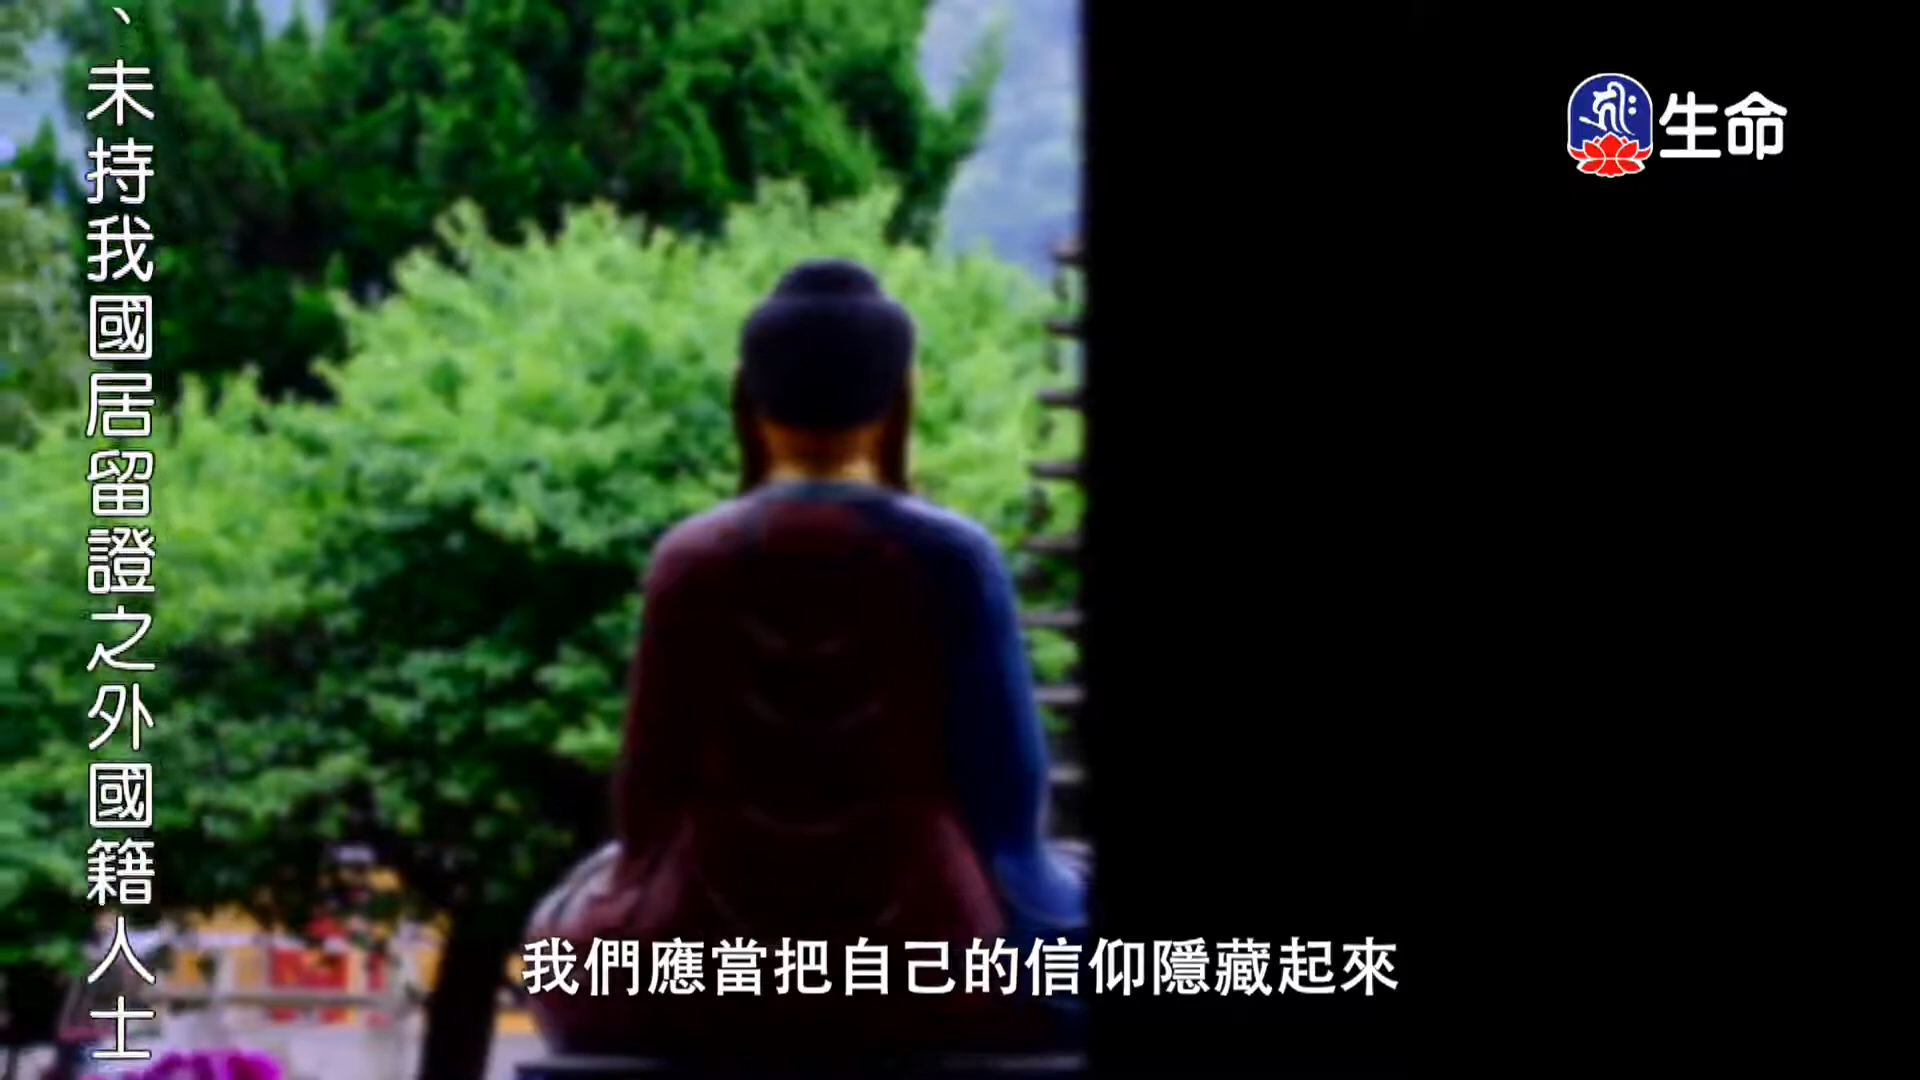 、未持我國居留證之外國籍人士
生命
我們應當把自己的信仰隱藏起來